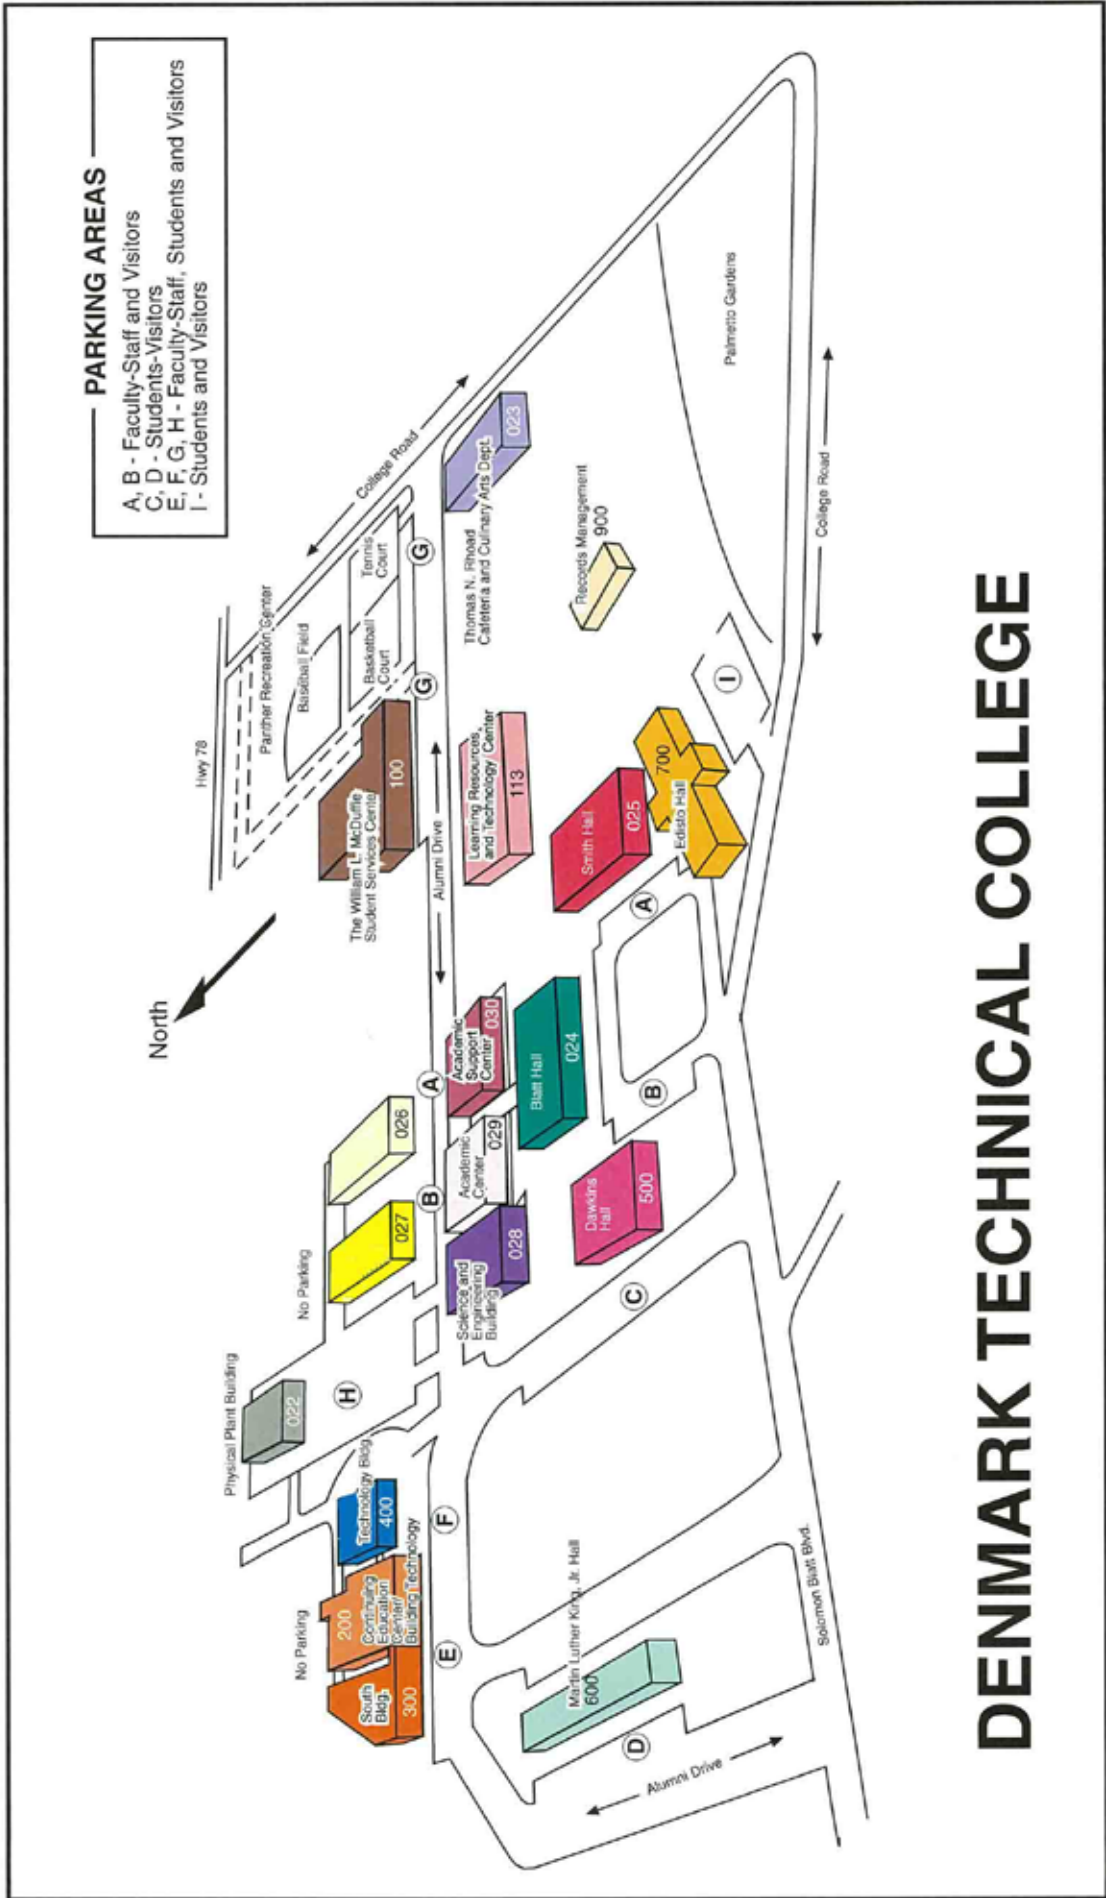 DENMARK TECHNICAL COLLEGE
PARKING AREAS
A, B - Faculty-Staff and Visitors
C, D - Students-Visitors
E, F, G, H - Faculty-Staff, Students and Visitors
I - Students and Visitors
North
Hwy 78
Panther Recreation Center
Baseball Field
Basketball
Court
Tennis
Court
College Road
G
G
The William L. McDuffie
Student Services Cente
100
Alumni Drive
Thomas N. Rhoad
Cafeteria and Culinary Arts Dept.
023
Learning Resources
and Technology Center
113
Records Management
900
Palmetto Gardens
College Road
I
Smith Hall
025
700
Edisto Hall
A
B
Academic
Support
Center
030
A
Blatt Hall
024
Academic
Center
029
B
026
027
No Parking
Science and
Engineering
Building
028
Dawkins
Hall
500
C
Physical Plant Building
022
H
Technology Bldg.
400
F
No Parking
200
Continuing
Education
Center/
Building Technology
South
Bldg.
300
E
Martin Luther King, Jr. Hall
600
D
Alumni Drive
Solomon Blatt Blvd.